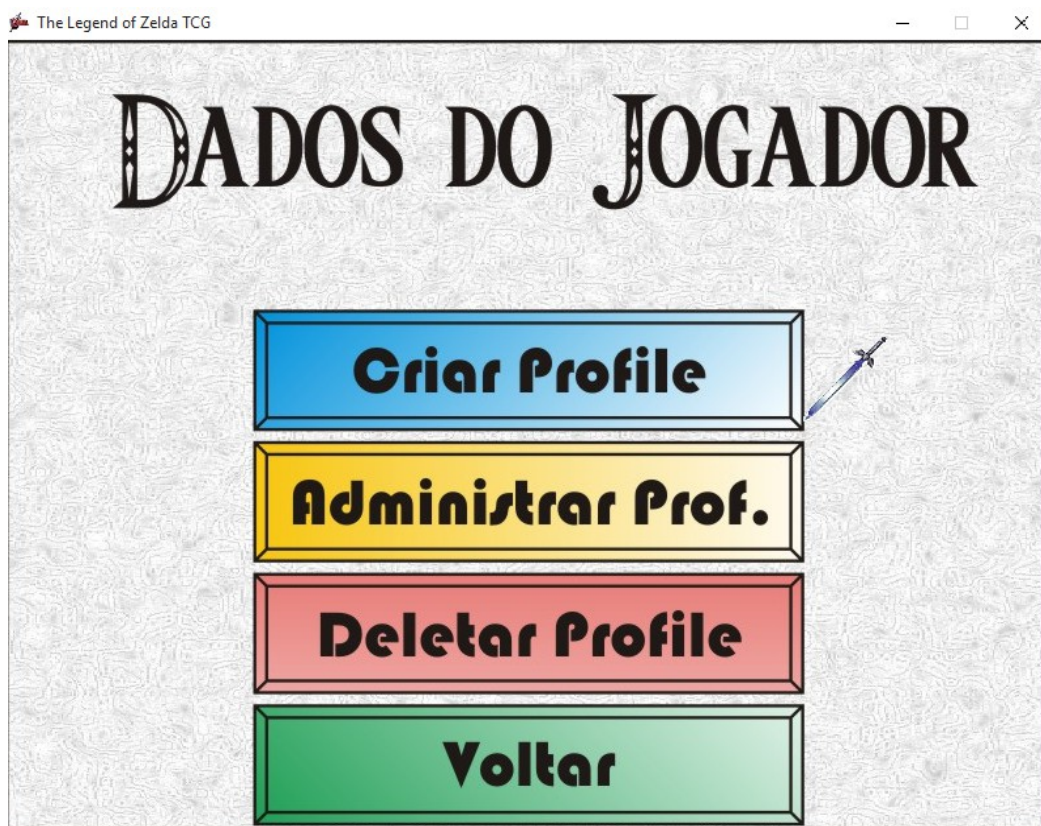 The Legend of Zelda TCG
Dados do Jogador
Criar Profile
Administrar Prof.
Deletar Profile
Voltar